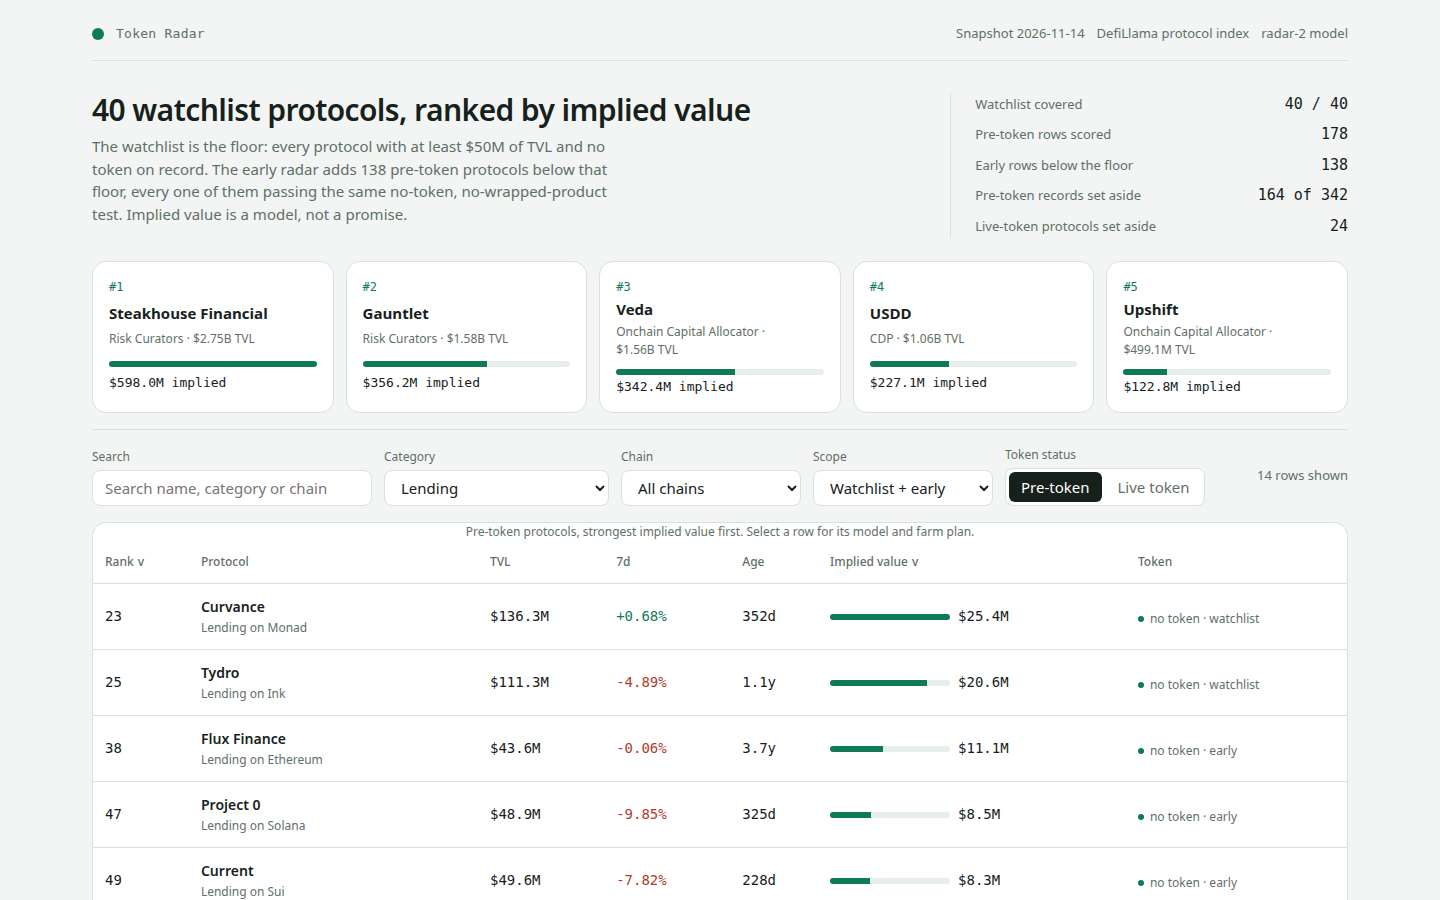 Token Radar
Snapshot 2026-11-14 DefiLlama protocol index radar-2 model
40 watchlist protocols, ranked by implied value
The watchlist is the floor: every protocol with at least $50M of TVL and no
token on record. The early radar adds 138 pre-token protocols below that
floor, every one of them passing the same no-token, no-wrapped-product
test. Implied value is a model, not a promise.
Watchlist covered 40 / 40
Pre-token rows scored 178
Early rows below the floor 138
Pre-token records set aside 164 of 342
Live-token protocols set aside 24
#1
Steakhouse Financial
Risk Curators · $2.75B TVL
$598.0M implied
#2
Gauntlet
Risk Curators · $1.58B TVL
$356.2M implied
#3
Veda
Onchain Capital Allocator ·
$1.56B TVL
$342.4M implied
#4
USDD
CDP · $1.06B TVL
$227.1M implied
#5
Upshift
Onchain Capital Allocator ·
$499.1M TVL
$122.8M implied
Search
Search name, category or chain
Category
Lending
Chain
All chains
Scope
Watchlist + early
Token status
Pre-token Live token
14 rows shown
Pre-token protocols, strongest implied value first. Select a row for its model and farm plan.
Rank v Protocol TVL 7d Age Implied value v Token
23 Curvance $136.3M +0.68% 352d $25.4M no token · watchlist
Lending on Monad
25 Tydro $111.3M -4.89% 1.1y $20.6M no token · watchlist
Lending on Ink
38 Flux Finance $43.6M -0.06% 3.7y $11.1M no token · early
Lending on Ethereum
47 Project 0 $48.9M -9.85% 325d $8.5M no token · early
Lending on Solana
49 Current $49.6M -7.82% 228d $8.3M no token · early
Lending on Sui